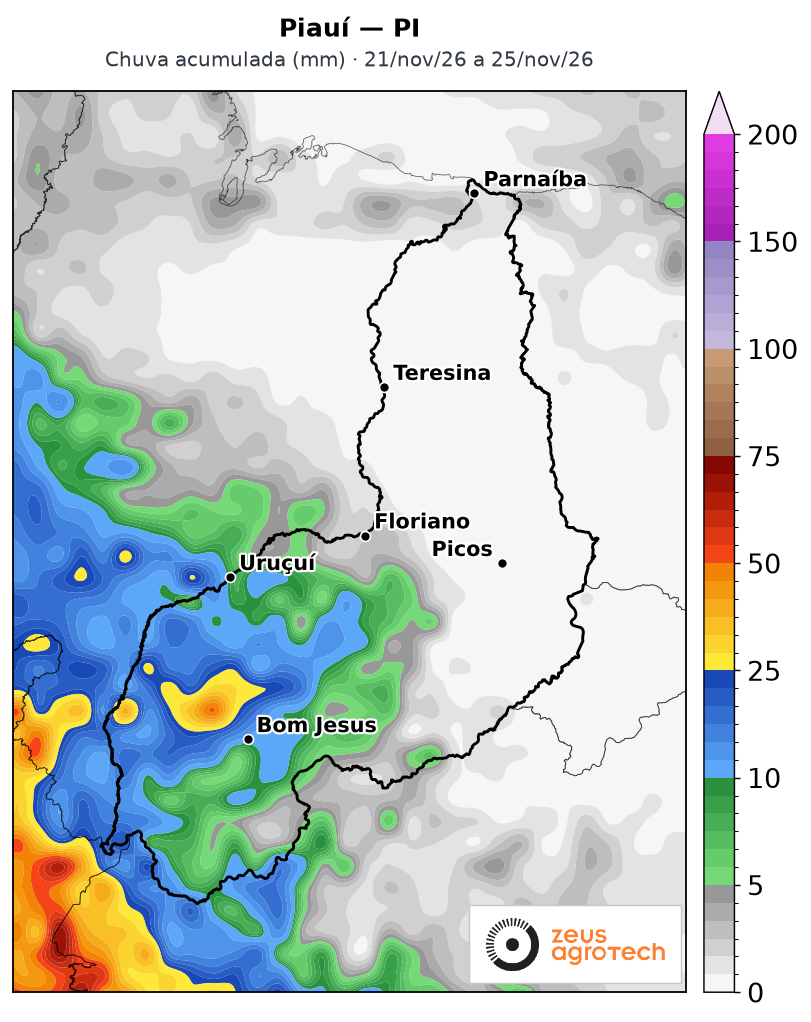 Piauí — PI
Chuva acumulada (mm) · 21/nov/26 a 25/nov/26
Parnaíba
Teresina
Floriano
Picos
Uruçuí
Bom Jesus
200
150
100
75
50
25
10
5
0
zeus
agrotech